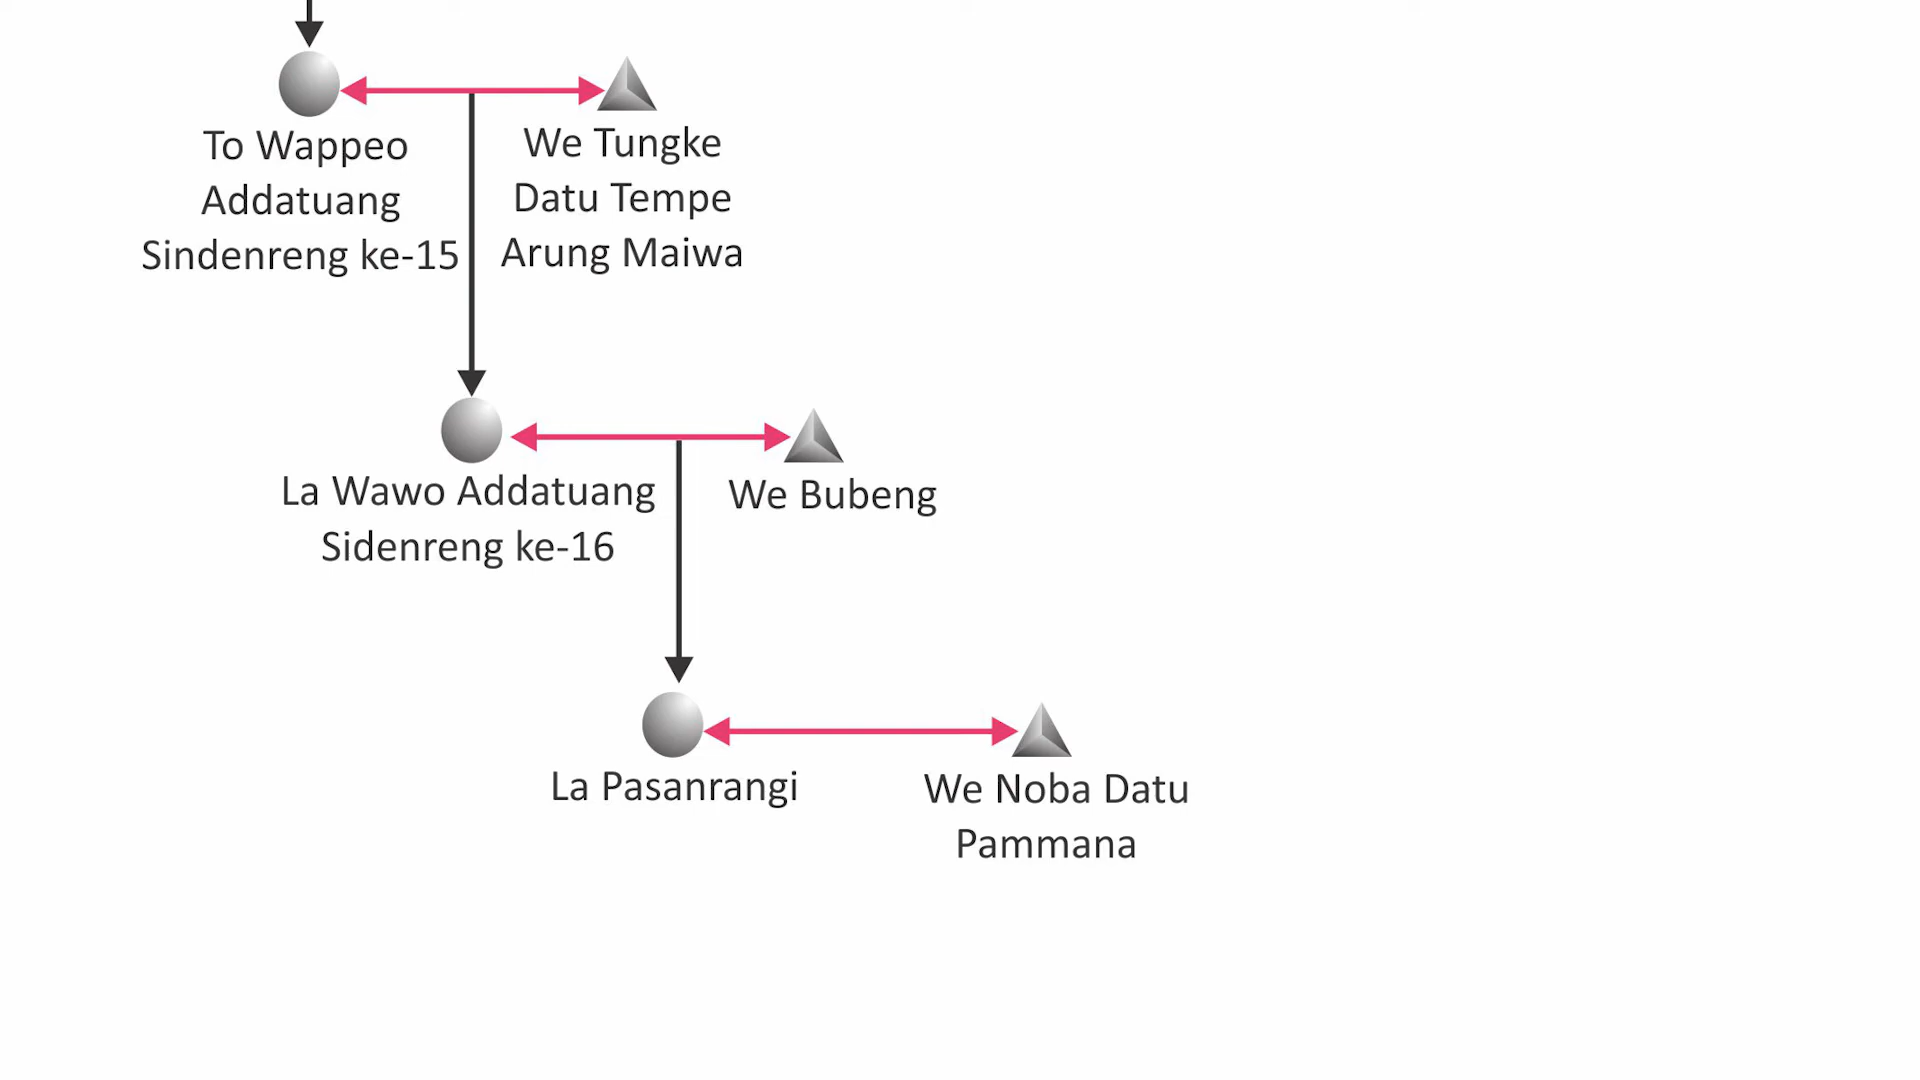 To Wappeo
Addatuang
Sindenreng ke-15
We Tungke
Datu Tempe
Arung Maiwa
La Wawo Addatuang
Sidenreng ke-16
We Bubeng
La Pasanrangi
We Noba Datu
Pammana